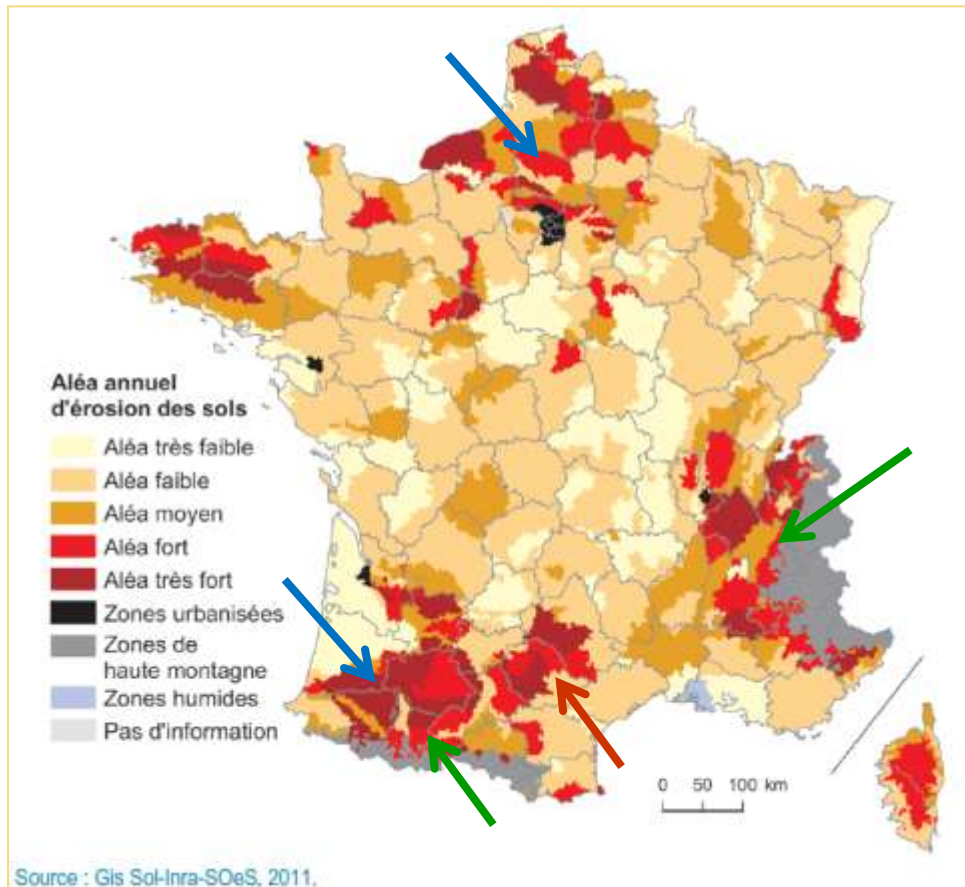 Aléa annuel
d'érosion des sols
Aléa très faible
Aléa faible
Aléa moyen
Aléa fort
Aléa très fort
Zones urbanisées
Zones de
haute montagne
Zones humides
Pas d'information
0 50 100 km
Source : Gis Sol-Inra-SOeS, 2011.